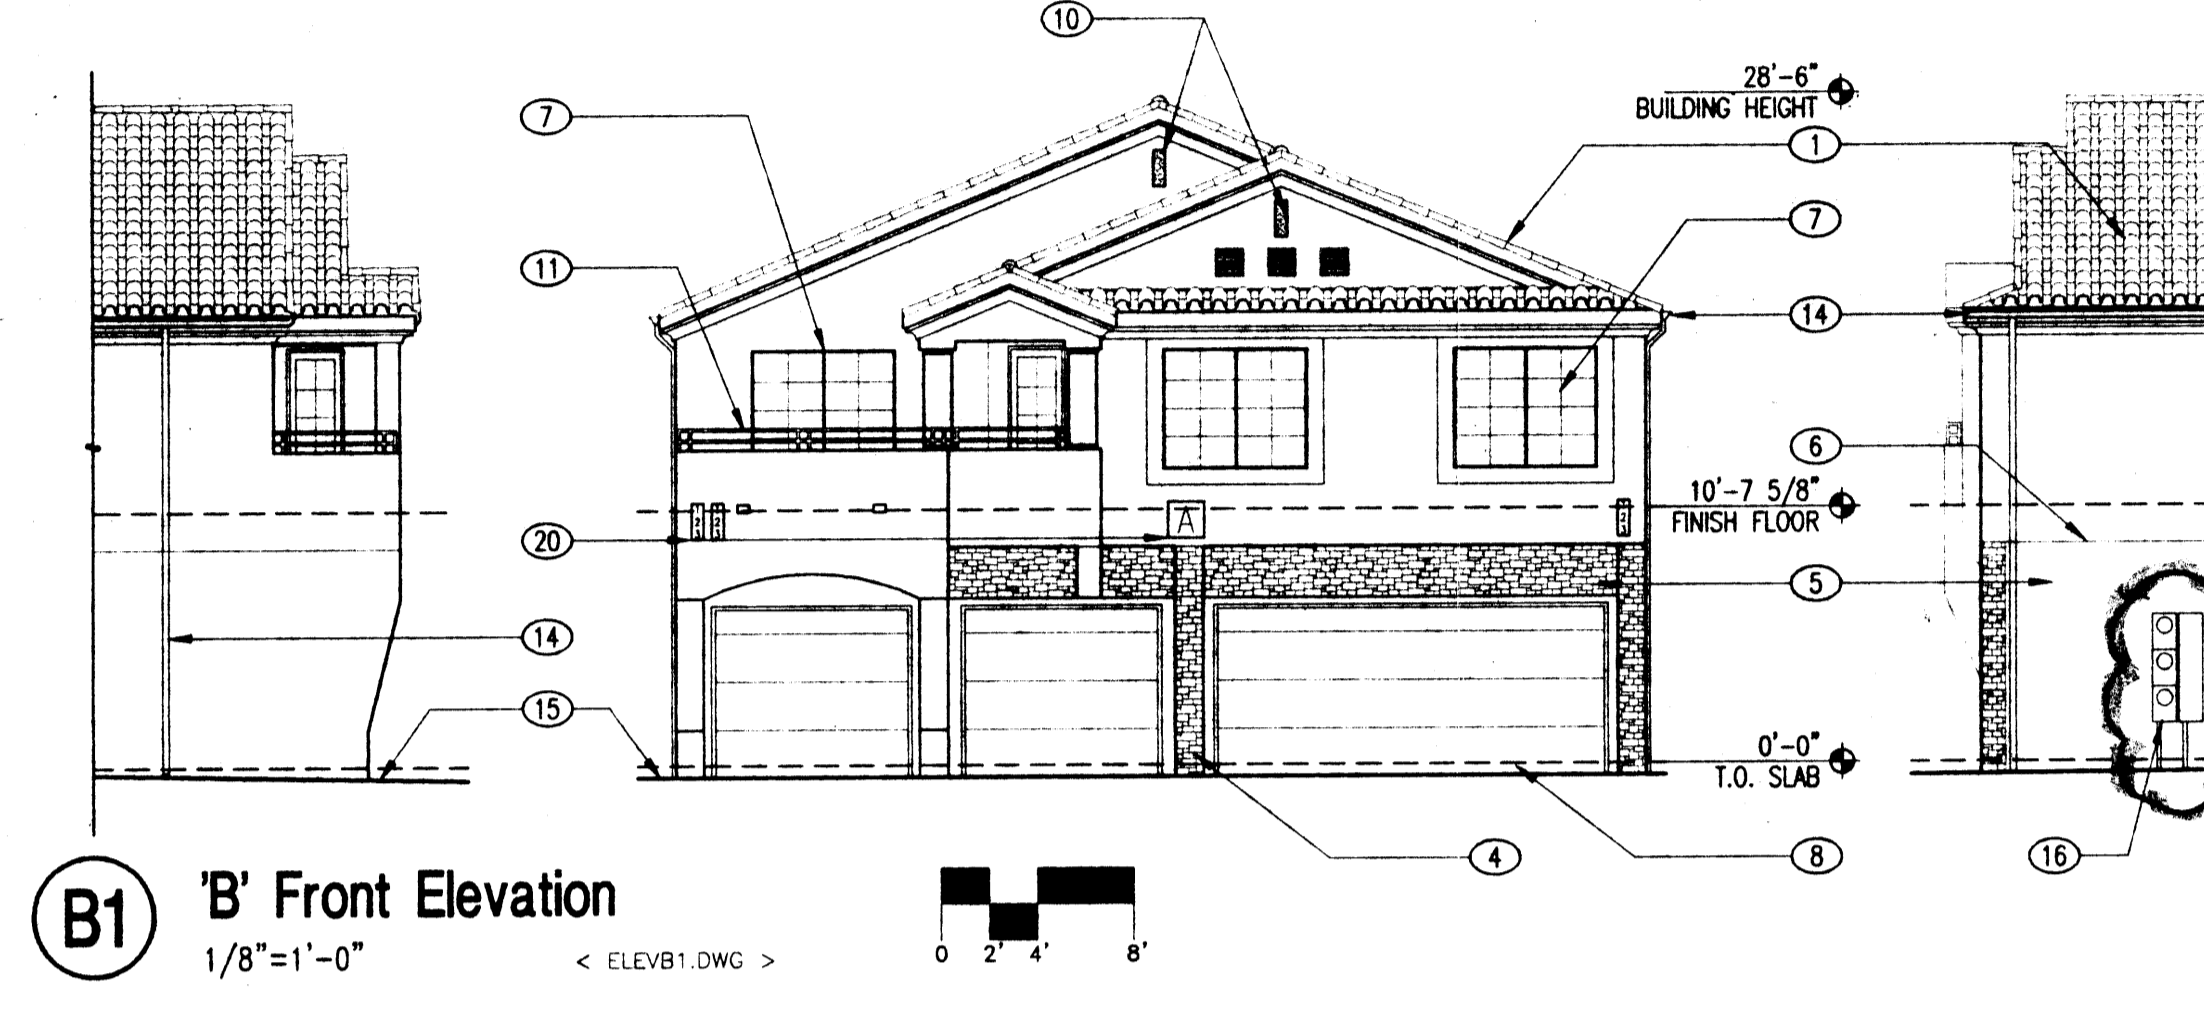 10
28'-6"
BUILDING HEIGHT
7
1
7
11
14
6
10'-7 5/8"
FINISH FLOOR
A
20
5
14
15
0'-0"
T.O. SLAB
4
8
16
B1
'B' Front Elevation
1/8"=1'-0"
< ELEVB1.DWG >
0 2' 4' 8'